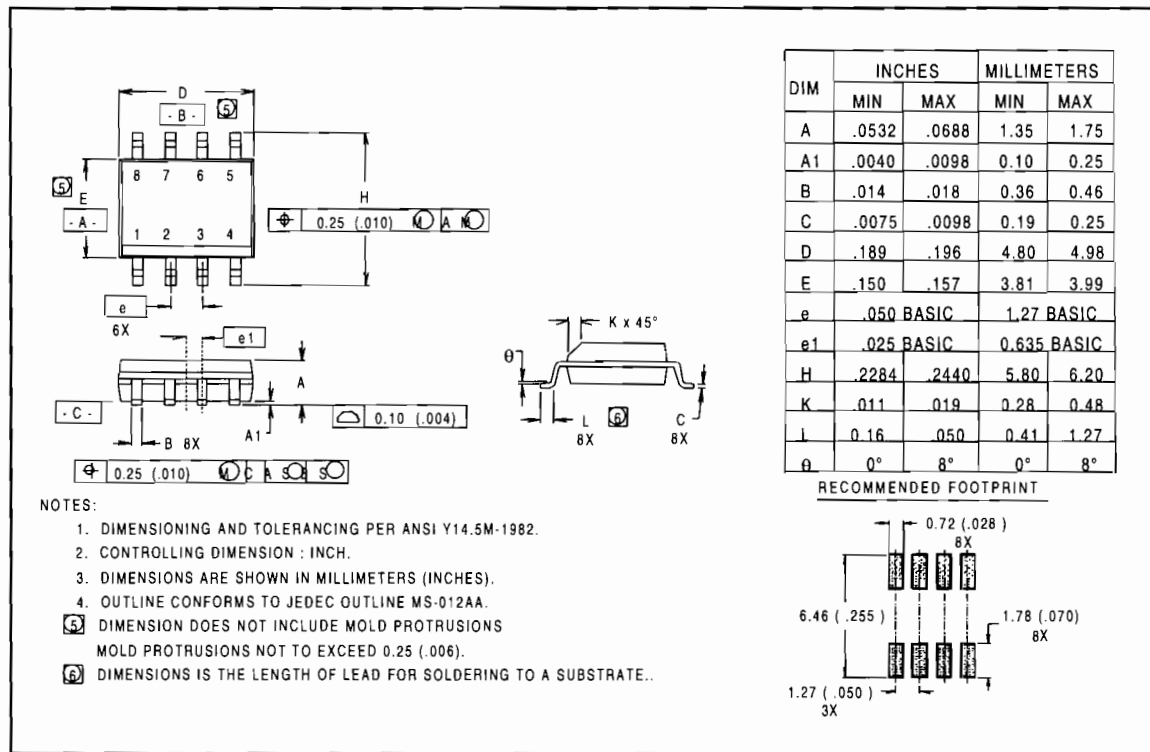 D
- B - 5
8 7 6 5
5 E
- A -
H
⌖ 0.25 (.010) Ⓜ A Ⓜ
1 2 3 4
e
6X
e1
A
- C -
A1
⌓ 0.10 (.004)
B 8X
⌖ 0.25 (.010) Ⓜ C A Ⓢ B Ⓢ
K x 45°
θ
L 6 C
8X 8X
DIM INCHES MILLIMETERS
MIN MAX MIN MAX
A .0532 .0688 1.35 1.75
A1 .0040 .0098 0.10 0.25
B .014 .018 0.36 0.46
C .0075 .0098 0.19 0.25
D .189 .196 4.80 4.98
E .150 .157 3.81 3.99
e .050 BASIC 1.27 BASIC
e1 .025 BASIC 0.635 BASIC
H .2284 .2440 5.80 6.20
K .011 .019 0.28 0.48
L 0.16 .050 0.41 1.27
θ 0° 8° 0° 8°
NOTES:
1. DIMENSIONING AND TOLERANCING PER ANSI Y14.5M-1982.
2. CONTROLLING DIMENSION : INCH.
3. DIMENSIONS ARE SHOWN IN MILLIMETERS (INCHES).
4. OUTLINE CONFORMS TO JEDEC OUTLINE MS-012AA.
5 DIMENSION DOES NOT INCLUDE MOLD PROTRUSIONS
MOLD PROTRUSIONS NOT TO EXCEED 0.25 (.006).
6 DIMENSIONS IS THE LENGTH OF LEAD FOR SOLDERING TO A SUBSTRATE..
RECOMMENDED FOOTPRINT
0.72 (.028 )
8X
6.46 ( .255 )
1.78 (.070)
8X
1.27 ( .050 )
3X